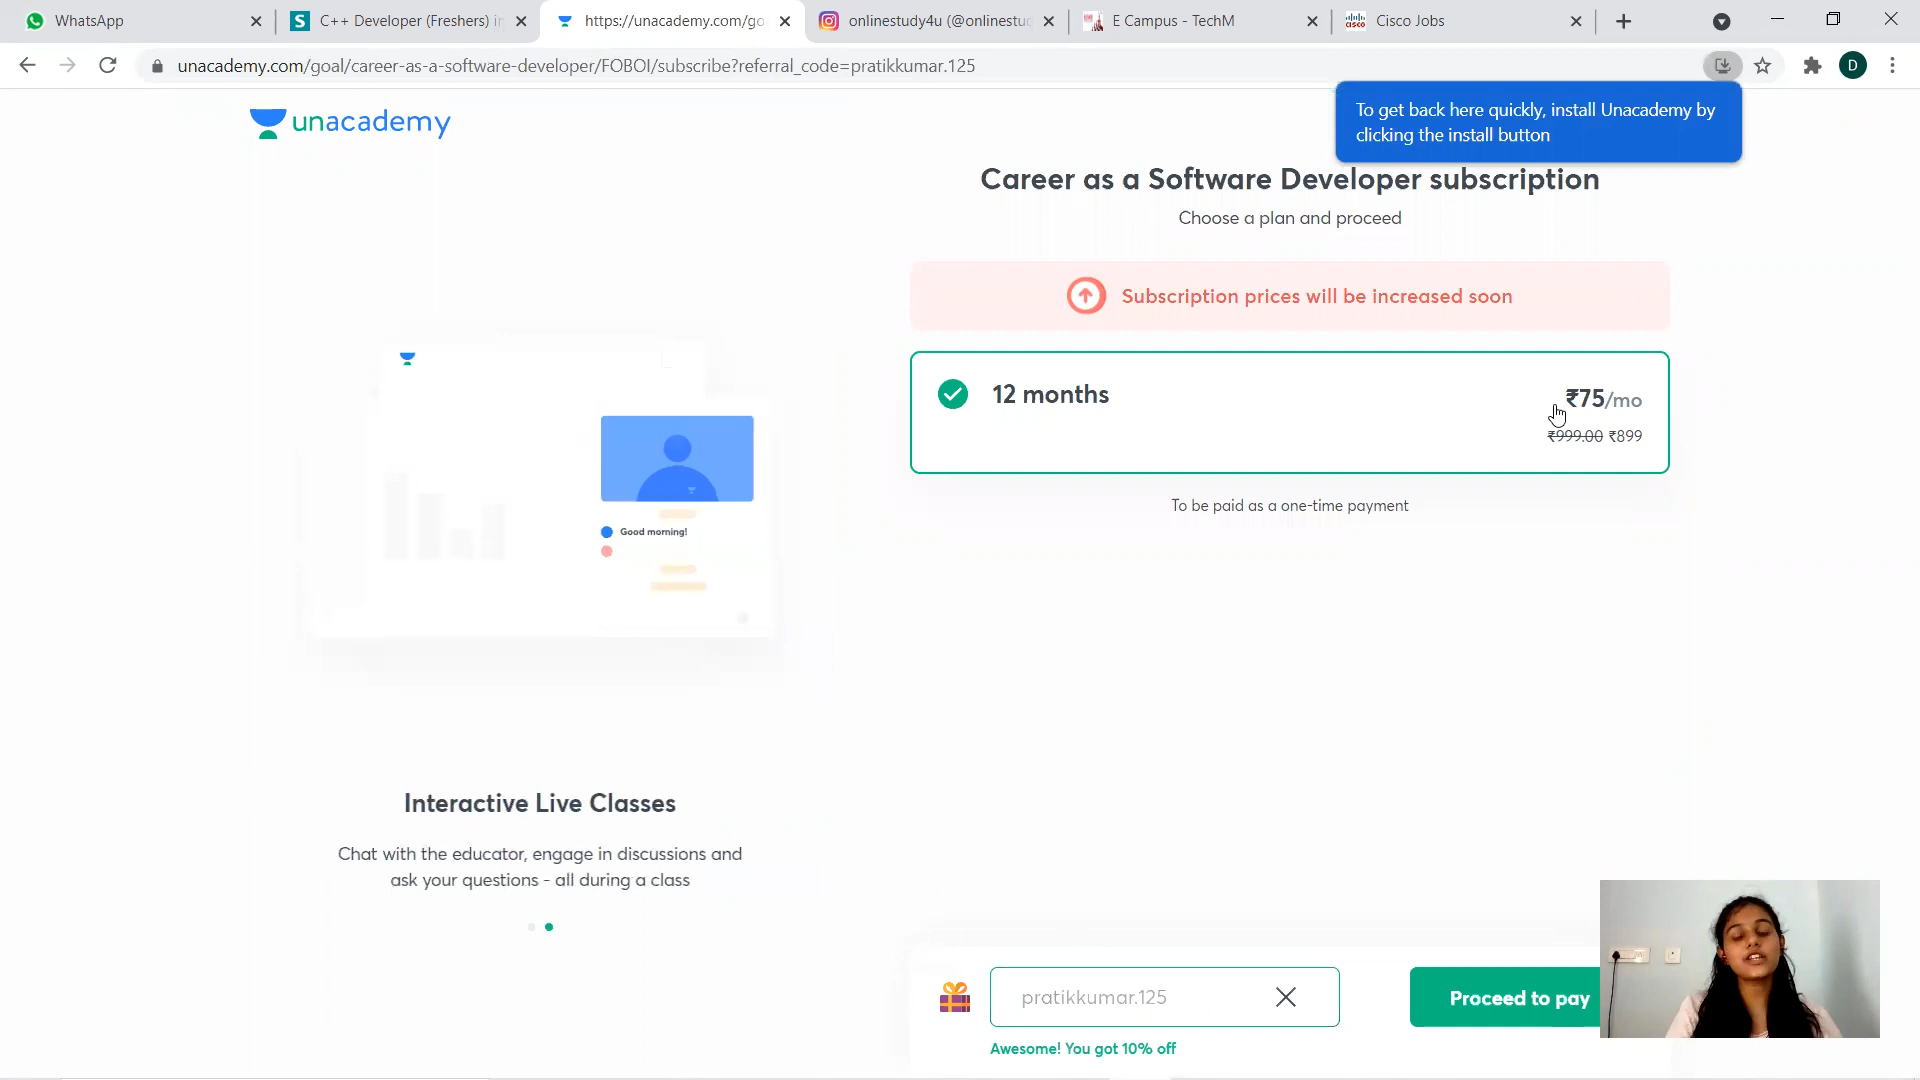 WhatsApp
C++ Developer (Freshers) in
https://unacademy.com/go
onlinestudy4u (@onlinestud
E Campus - TechM
Cisco Jobs
unacademy.com/goal/career-as-a-software-developer/FOBOI/subscribe?referral_code=pratikkumar.125
D
unacademy
To get back here quickly, install Unacademy by
clicking the install button
Career as a Software Developer subscription
Choose a plan and proceed
Subscription prices will be increased soon
12 months
₹75/mo
₹999.00 ₹899
To be paid as a one-time payment
Good morning!
Interactive Live Classes
Chat with the educator, engage in discussions and
ask your questions - all during a class
pratikkumar.125
Proceed to pay
Awesome! You got 10% off